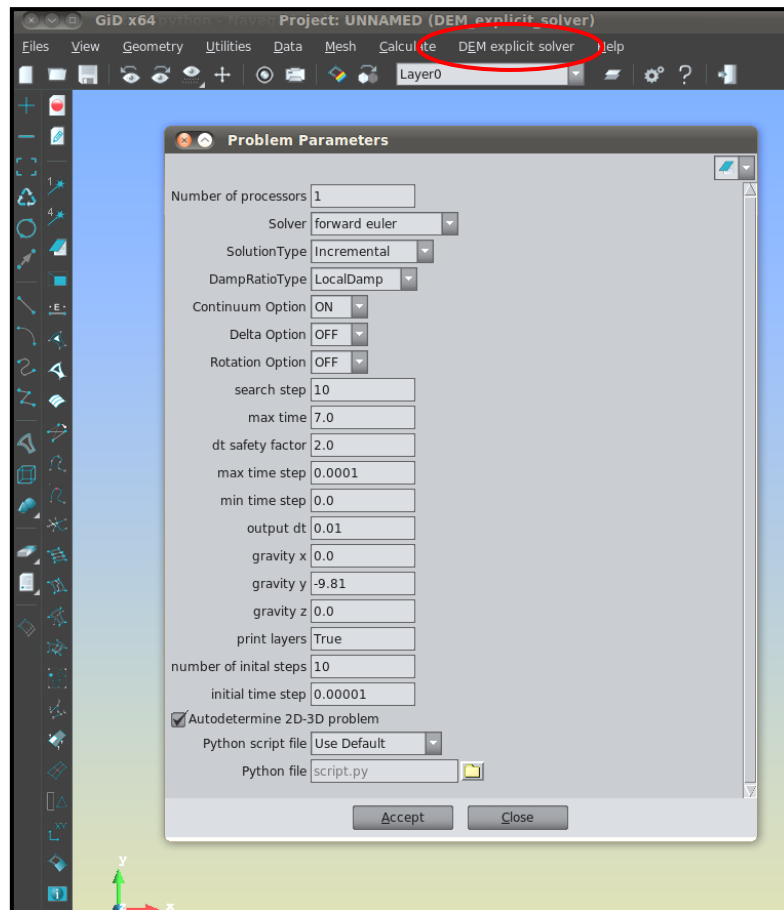 GiD x64 Project: UNNAMED (DEM_explicit_solver)
Files View Geometry Utilities Data Mesh Calculate DEM explicit solver Help
Layer0
Problem Parameters
Number of processors 1
Solver forward euler
SolutionType Incremental
DampRatioType LocalDamp
Continuum Option ON
Delta Option OFF
Rotation Option OFF
search step 10
max time 7.0
dt safety factor 2.0
max time step 0.0001
min time step 0.0
output dt 0.01
gravity x 0.0
gravity y -9.81
gravity z 0.0
print layers True
number of inital steps 10
initial time step 0.00001
Autodetermine 2D-3D problem
Python script file Use Default
Python file script.py
Accept Close
y
x